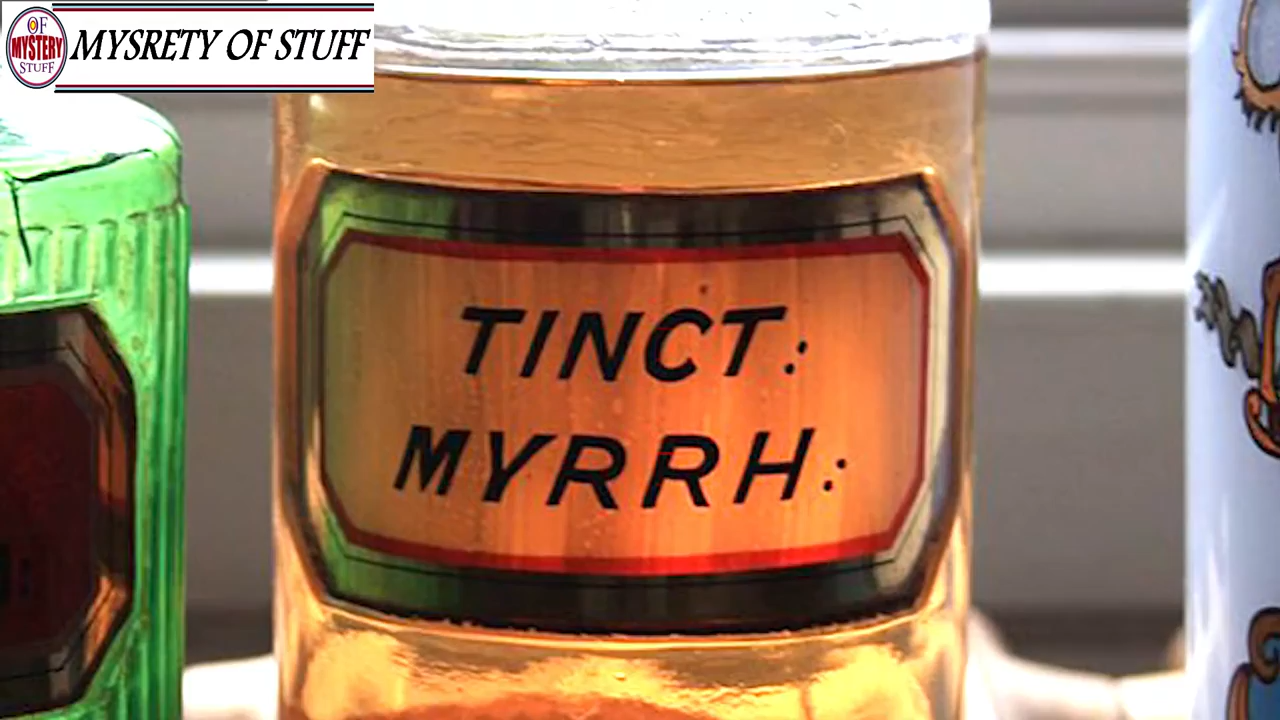 OF
MYSTERY
STUFF
MYSRETY OF STUFF
TINCT:
MYRRH: